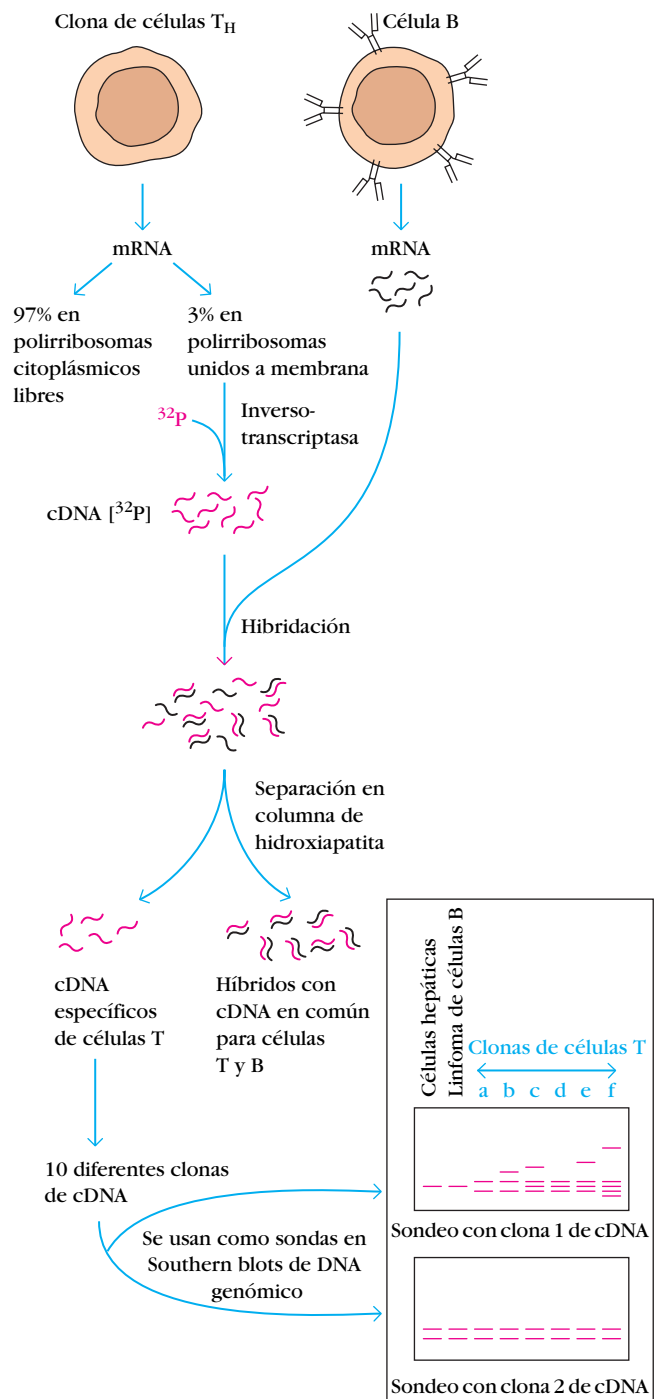 Clona de células T_H
Célula B
mRNA
mRNA
97% en
polirribosomas
citoplásmicos
libres
3% en
polirribosomas
unidos a membrana
³²P
Inverso-
transcriptasa
cDNA [³²P]
Hibridación
Separación en
columna de
hidroxiapatita
cDNA
específicos
de células T
Híbridos con
cDNA en común
para células
T y B
10 diferentes clonas
de cDNA
Se usan como sondas en
Southern blots de DNA
genómico
Células hepáticas
Linfoma de células B
Clonas de células T
a b c d e f
Sondeo con clona 1 de cDNA
Sondeo con clona 2 de cDNA